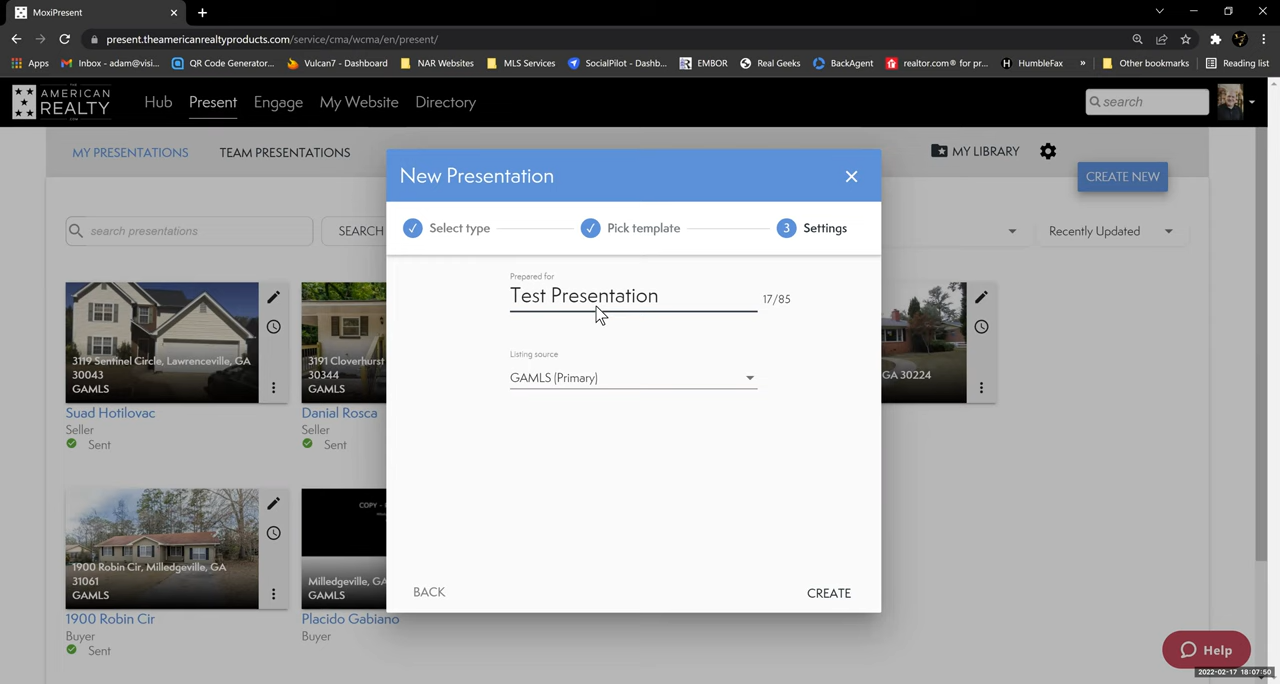 MoxiPresent
present.theamericanrealtyproducts.com/service/cma/wcma/en/present/
Apps
Inbox - adam@visi...
QR Code Generator...
Vulcan7 - Dashboard
NAR Websites
MLS Services
SocialPilot - Dashb...
EMBOR
Real Geeks
BackAgent
realtor.com® for pr...
HumbleFax
»
Other bookmarks
Reading list
THE
AMERICAN
REALTY
Hub
Present
Engage
My Website
Directory
search
MY PRESENTATIONS
TEAM PRESENTATIONS
MY LIBRARY
CREATE NEW
New Presentation
Select type
Pick template
3 Settings
search presentations
SEARCH
Recently Updated
Prepared for
Test Presentation
17/85
Listing source
GAMLS (Primary)
BACK
CREATE
3119 Sentinel Circle, Lawrenceville, GA
30043
GAMLS
Suad Hotilovac
Seller
Sent
3191 Cloverhurst
30344
GAMLS
Danial Rosca
Seller
Sent
GA 30224
1900 Robin Cir, Milledgeville, GA
31061
GAMLS
1900 Robin Cir
Buyer
Sent
COPY -
Milledgeville, GA
GAMLS
Placido Gabiano
Buyer
Help
2022-02-17 18:07:50